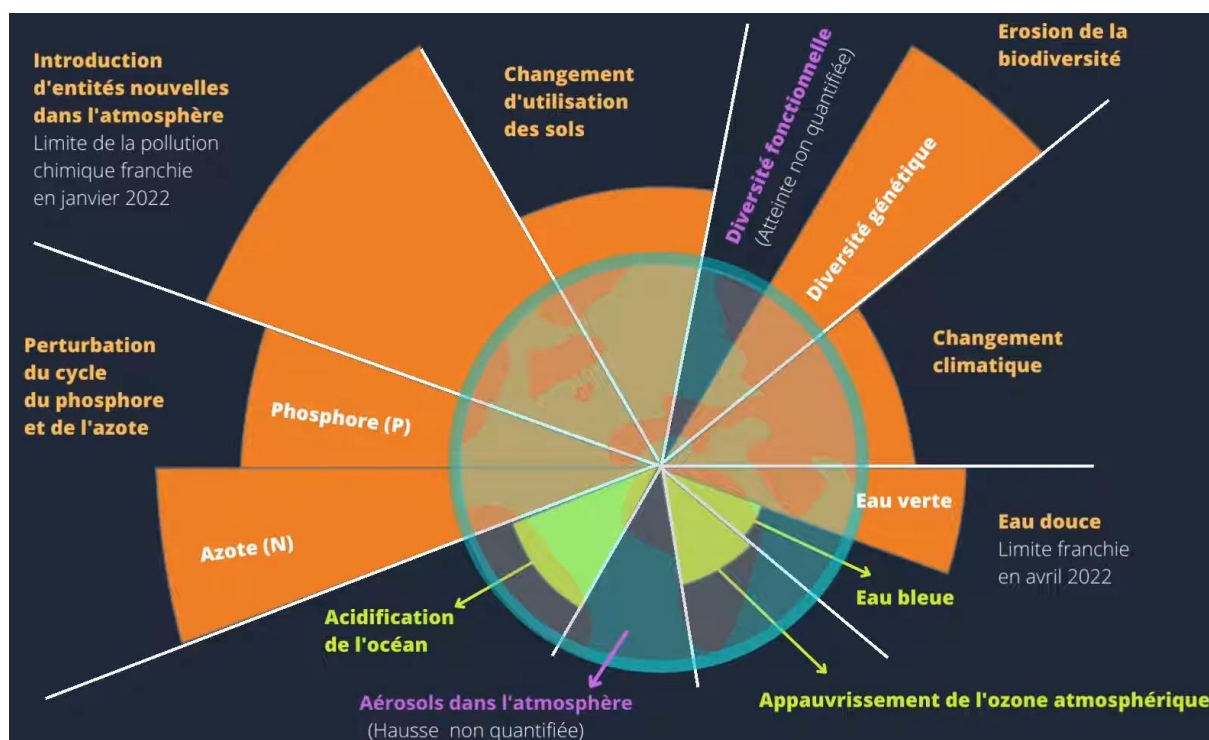 Introduction
d'entités nouvelles
dans l'atmosphère
Limite de la pollution
chimique franchie
en janvier 2022
Changement
d'utilisation
des sols
Diversité fonctionnelle
(Atteinte non quantifiée)
Erosion de la
biodiversité
Diversité génétique
Changement
climatique
Perturbation
du cycle
du phosphore
et de l'azote
Phosphore (P)
Azote (N)
Eau verte
Eau douce
Limite franchie
en avril 2022
Eau bleue
Acidification
de l'océan
Appauvrissement de l'ozone atmosphérique
Aérosols dans l'atmosphère
(Hausse non quantifiée)